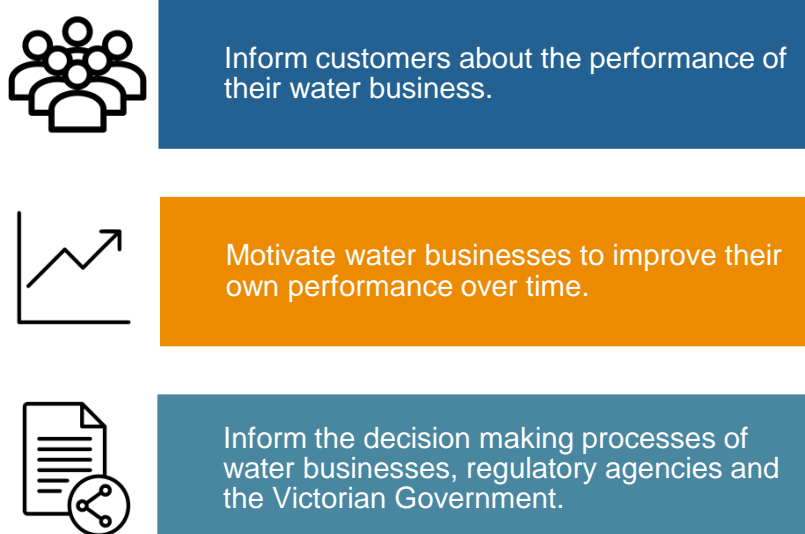 Inform customers about the performance of
their water business.
Motivate water businesses to improve their
own performance over time.
Inform the decision making processes of
water businesses, regulatory agencies and
the Victorian Government.